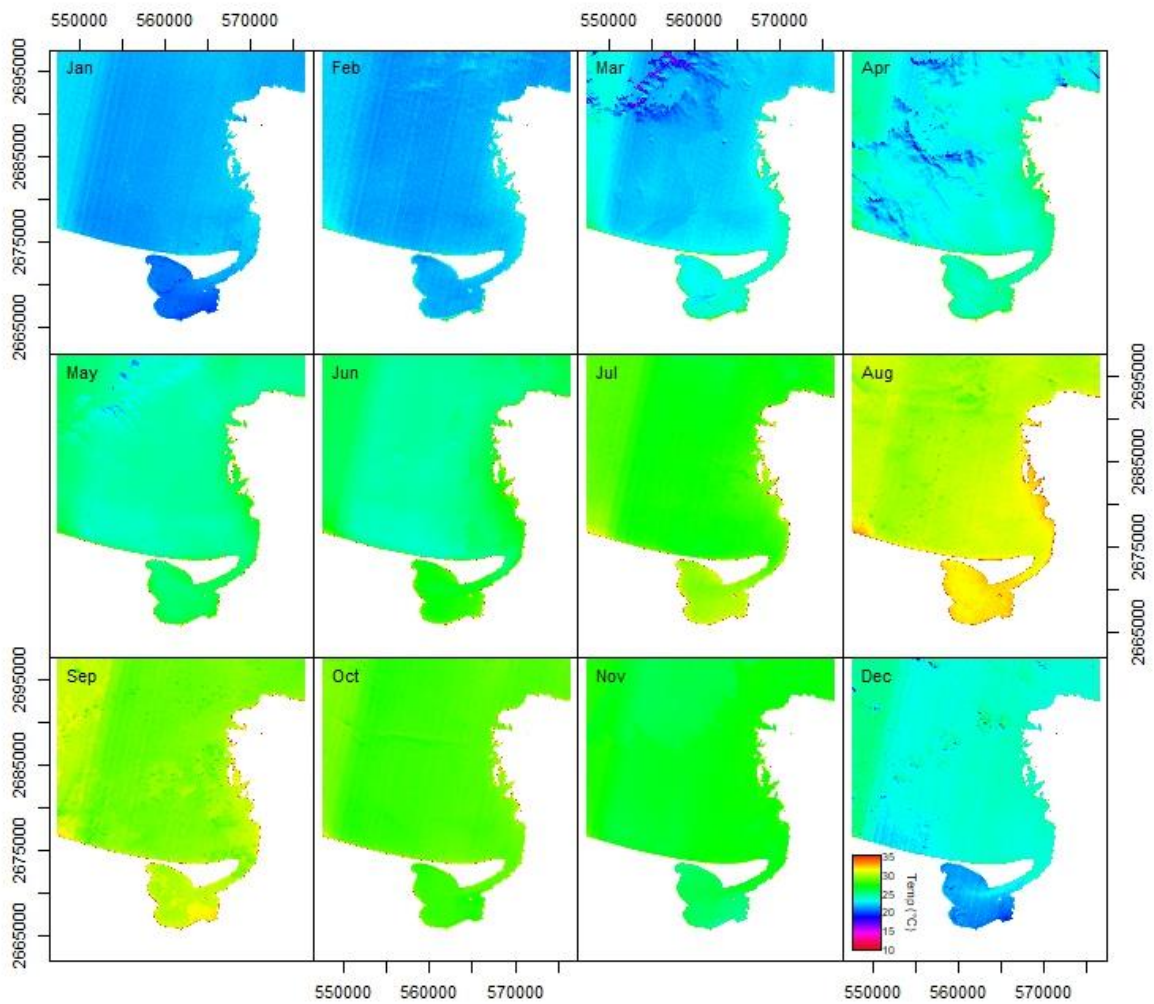 550000 560000 570000 550000 560000 570000
Jan Feb Mar Apr
2695000 2685000 2675000 2665000
May Jun Jul Aug
2695000 2685000 2675000 2665000
Sep Oct Nov Dec
2695000 2685000 2675000 2665000
35
30
25
20
15
10
Temp (°C)
550000 560000 570000 550000 560000 570000